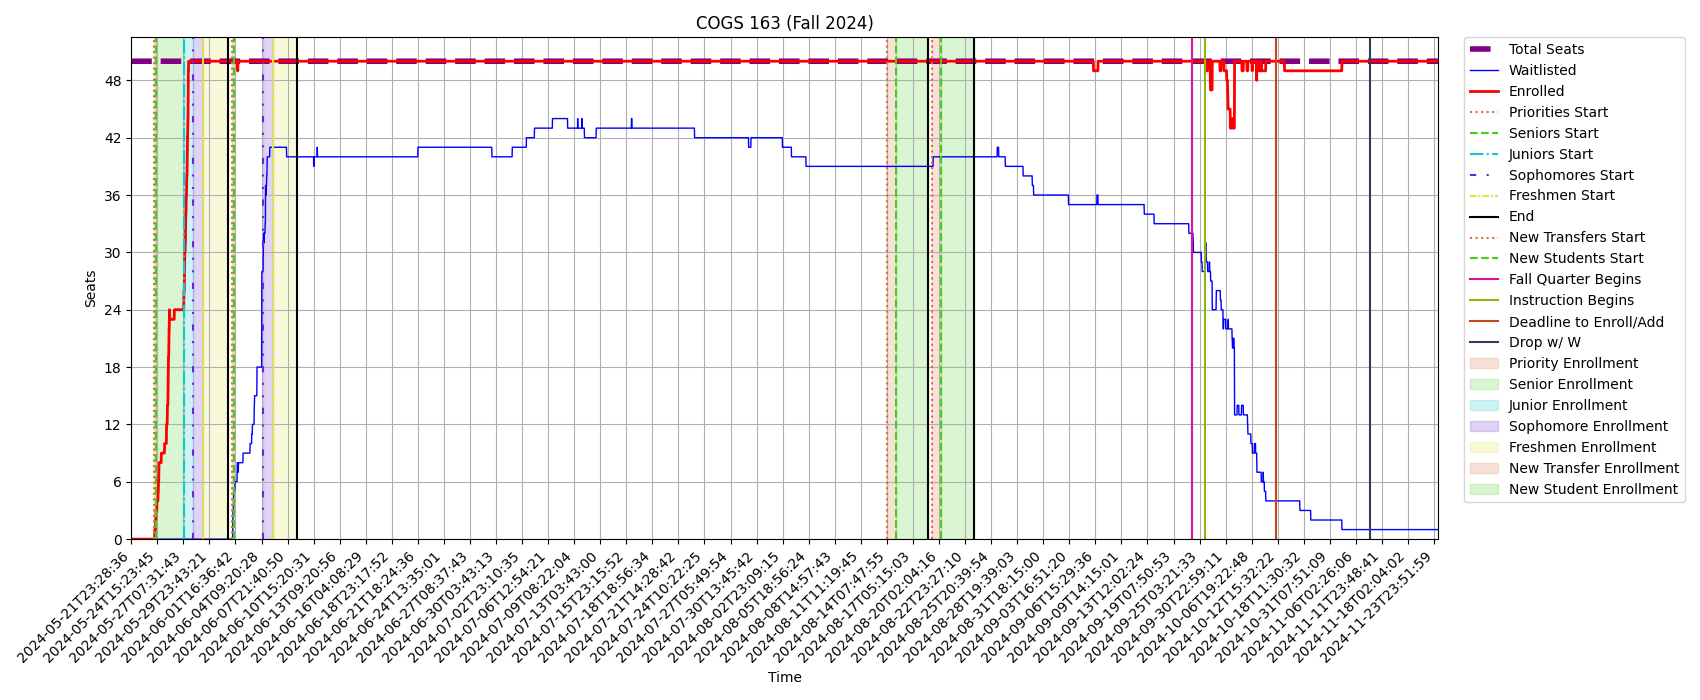 COGS 163 (Fall 2024)
Seats
48
42
36
30
24
18
12
6
0
2024-05-21T23:28:36
2024-05-24T15:23:45
2024-05-27T07:31:43
2024-05-29T23:43:21
2024-06-01T16:36:42
2024-06-04T09:20:28
2024-06-07T21:40:50
2024-06-10T15:20:31
2024-06-13T09:20:56
2024-06-16T04:08:29
2024-06-18T23:17:52
2024-06-21T18:24:36
2024-06-24T13:35:01
2024-06-27T08:37:43
2024-06-30T03:43:13
2024-07-02T23:10:35
2024-07-06T12:54:21
2024-07-09T08:22:04
2024-07-13T03:43:00
2024-07-15T23:15:52
2024-07-18T18:56:34
2024-07-21T14:28:42
2024-07-24T10:22:25
2024-07-27T05:49:54
2024-07-30T13:45:42
2024-08-02T23:09:15
2024-08-05T18:56:24
2024-08-08T14:57:43
2024-08-11T11:19:45
2024-08-14T07:47:55
2024-08-17T05:15:03
2024-08-20T02:04:16
2024-08-22T23:27:10
2024-08-25T20:39:54
2024-08-28T19:39:03
2024-08-31T18:15:00
2024-09-03T16:51:20
2024-09-06T15:29:36
2024-09-09T14:15:01
2024-09-13T12:02:24
2024-09-19T07:50:53
2024-09-25T03:21:33
2024-09-30T22:59:11
2024-10-06T19:22:48
2024-10-12T15:32:22
2024-10-18T11:30:32
2024-10-31T07:51:09
2024-11-06T02:26:06
2024-11-11T23:48:41
2024-11-18T02:04:02
2024-11-23T23:51:59
Time
Total Seats
Waitlisted
Enrolled
Priorities Start
Seniors Start
Juniors Start
Sophomores Start
Freshmen Start
End
New Transfers Start
New Students Start
Fall Quarter Begins
Instruction Begins
Deadline to Enroll/Add
Drop w/ W
Priority Enrollment
Senior Enrollment
Junior Enrollment
Sophomore Enrollment
Freshmen Enrollment
New Transfer Enrollment
New Student Enrollment